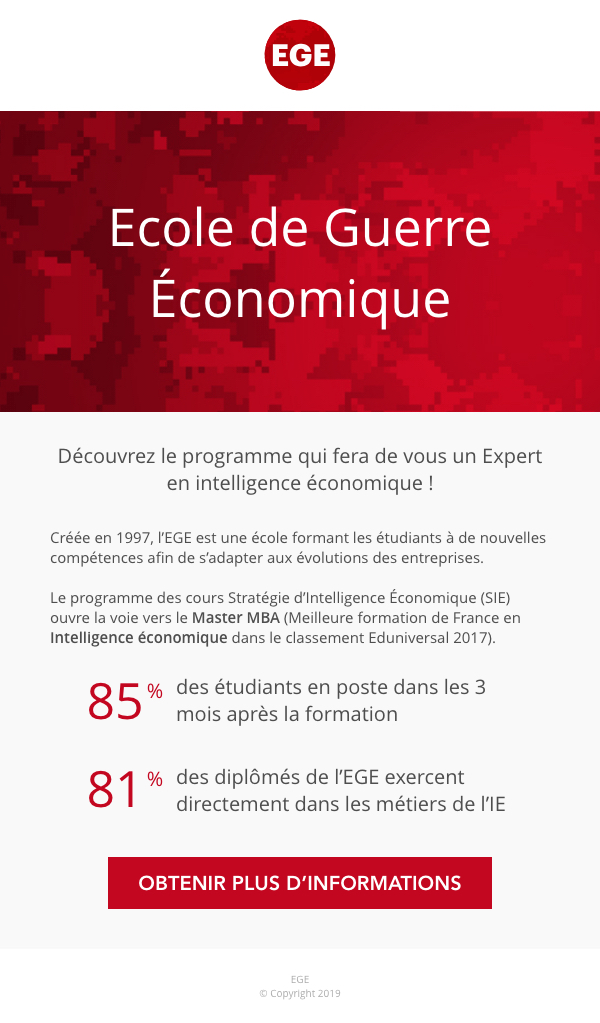 EGE
Ecole de Guerre
Économique
Découvrez le programme qui fera de vous un Expert
en intelligence économique !
Créée en 1997, l’EGE est une école formant les étudiants à de nouvelles
compétences afin de s’adapter aux évolutions des entreprises.
Le programme des cours Stratégie d’Intelligence Économique (SIE)
ouvre la voie vers le Master MBA (Meilleure formation de France en
Intelligence économique dans le classement Eduniversal 2017).
85 % des étudiants en poste dans les 3
mois après la formation
81 % des diplômés de l’EGE exercent
directement dans les métiers de l’IE
OBTENIR PLUS D’INFORMATIONS
EGE
© Copyright 2019